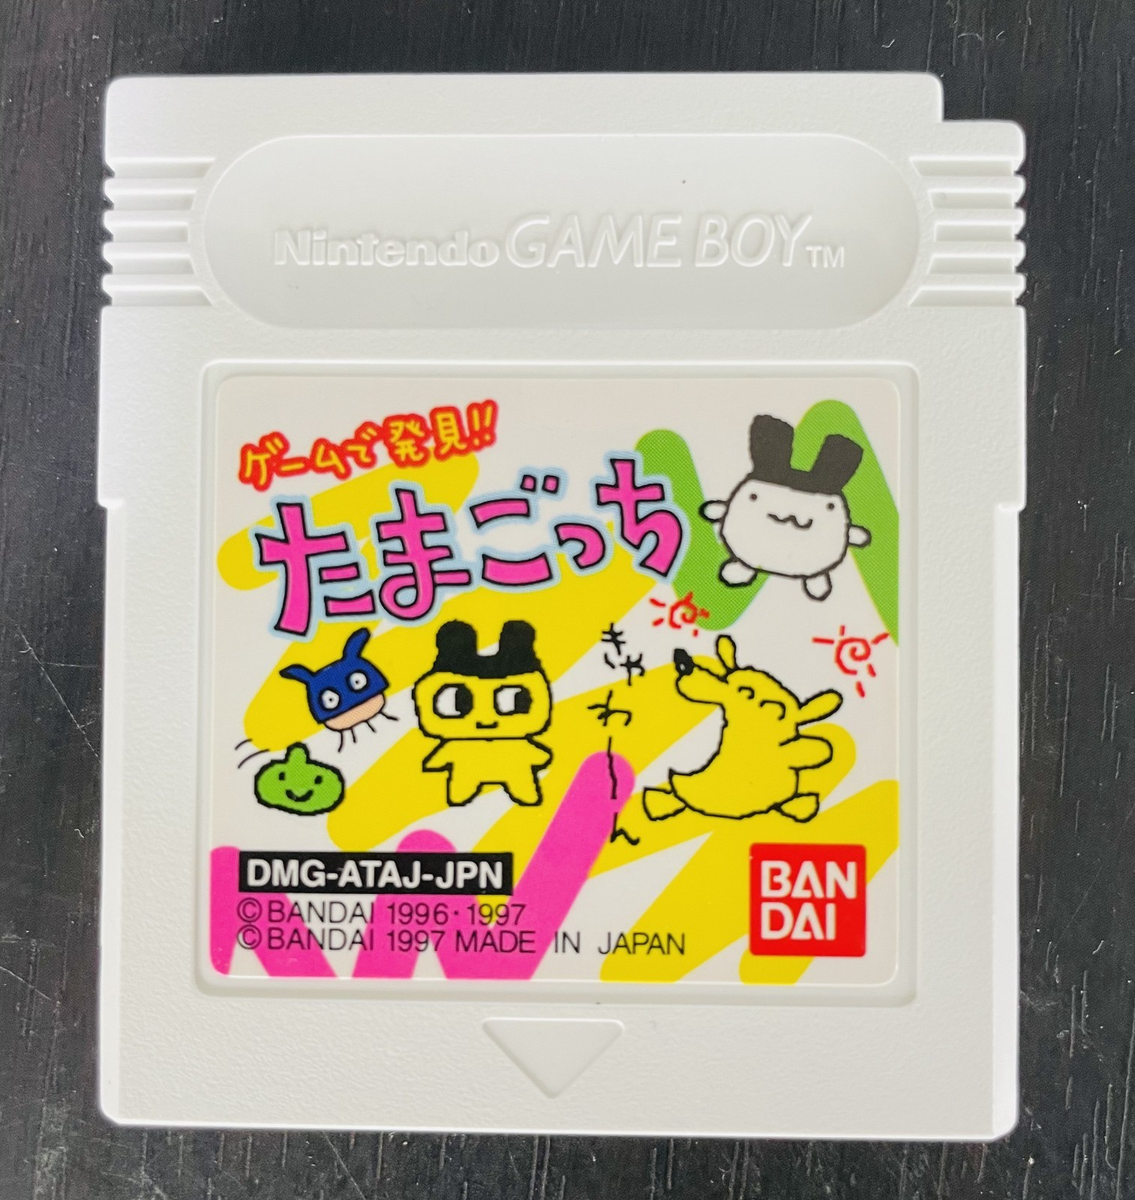 Nintendo GAME BOY TM
ゲームで発見!!
たまごっち
きゃわーん
DMG-ATAJ-JPN
©BANDAI 1996・1997
©BANDAI 1997 MADE IN JAPAN
BAN
DAI